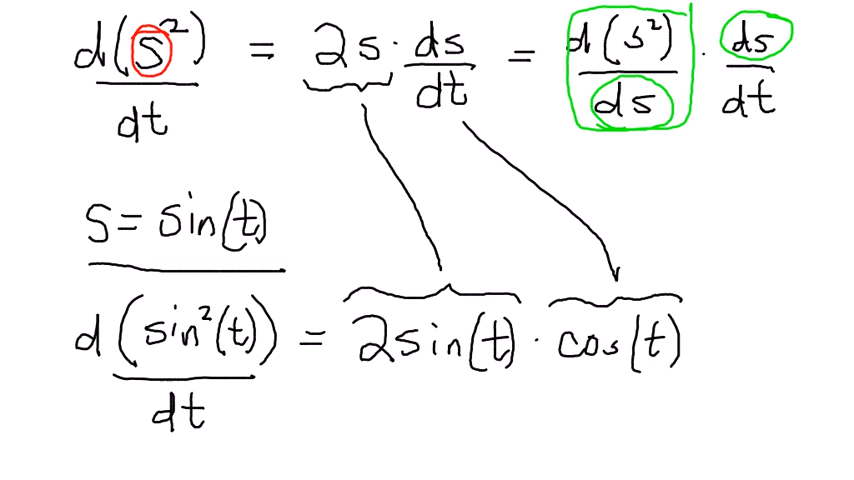 d(s²)/dt = 2s · ds/dt = d(s²)/ds · ds/dt
s = sin(t)
d(sin²(t))/dt = 2sin(t) · cos(t)